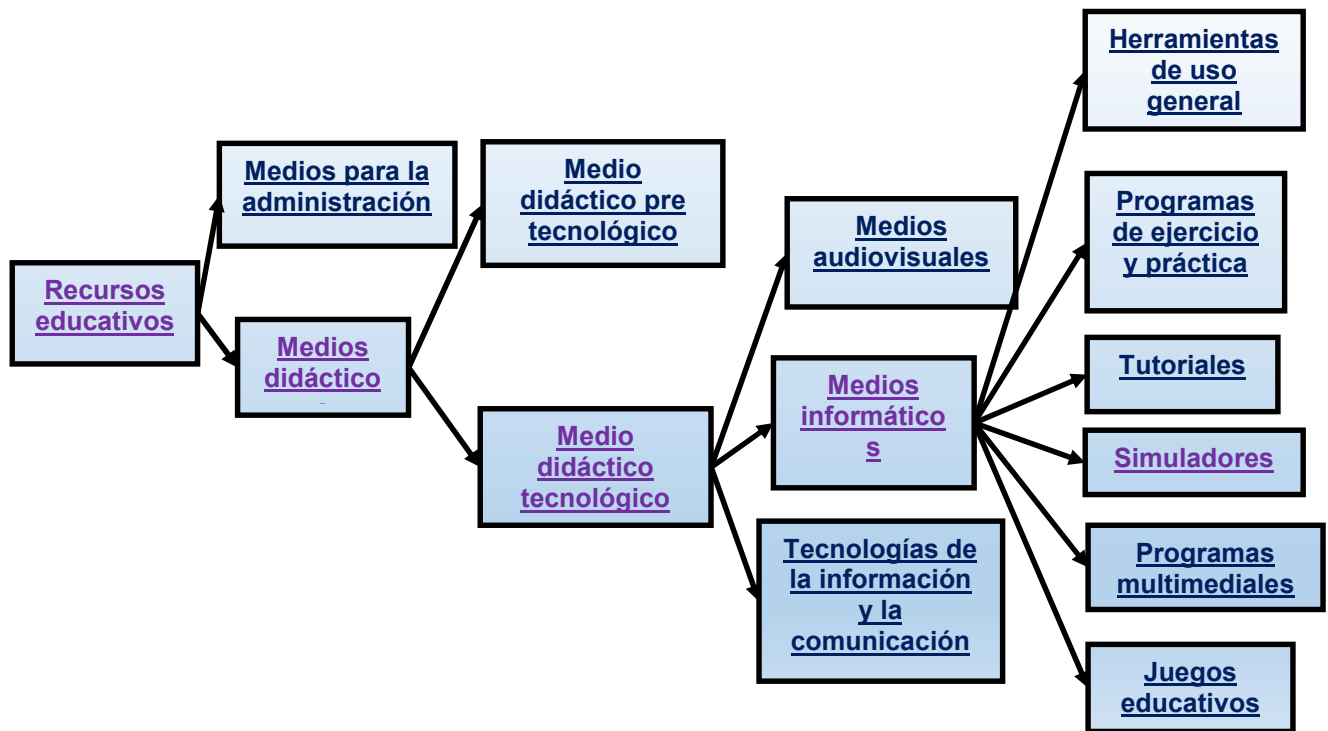 Recursos
educativos
Medios para la
administración
Medios
didáctico
Medio
didáctico pre
tecnológico
Medio
didáctico
tecnológico
Medios
audiovisuales
Medios
informático
s
Tecnologías de
la información
y la
comunicación
Herramientas
de uso
general
Programas
de ejercicio
y práctica
Tutoriales
Simuladores
Programas
multimediales
Juegos
educativos